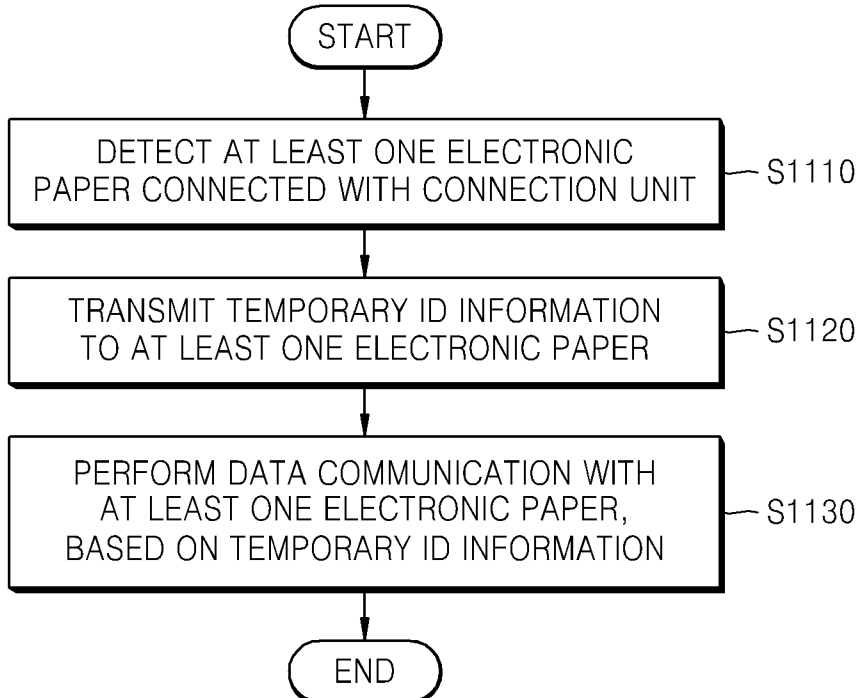 START
DETECT AT LEAST ONE ELECTRONIC
PAPER CONNECTED WITH CONNECTION UNIT
S1110
TRANSMIT TEMPORARY ID INFORMATION
TO AT LEAST ONE ELECTRONIC PAPER
S1120
PERFORM DATA COMMUNICATION WITH
AT LEAST ONE ELECTRONIC PAPER,
BASED ON TEMPORARY ID INFORMATION
S1130
END